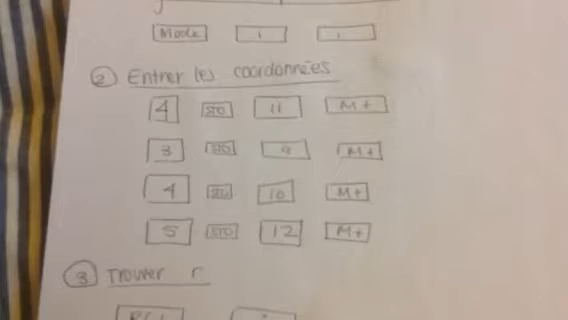 Mode 1 1
② Entrer les coordonnées
4 STO 11 M+
3 STO 9 M+
4 STO 10 M+
5 STO 12 M+
③ Trouver r